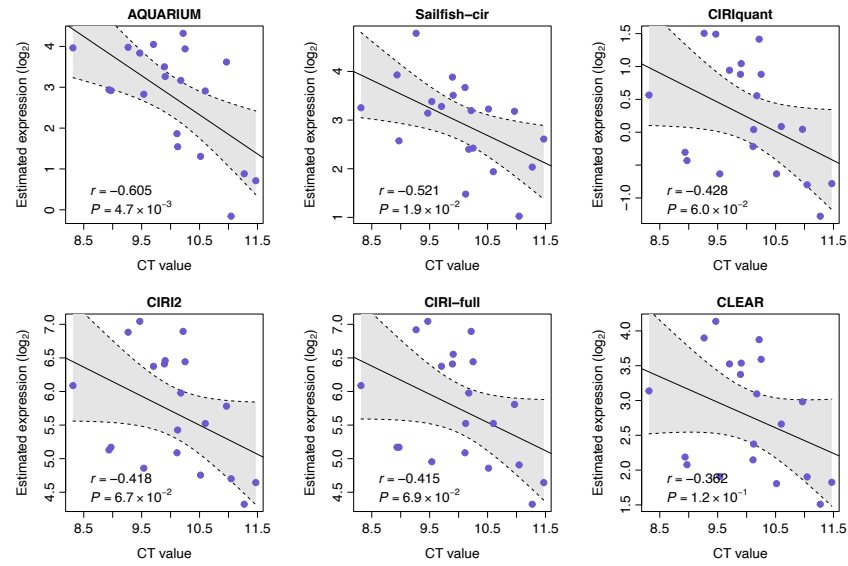 AQUARIUM
Estimated expression (log2)
4
3
2
1
0
r = −0.605
P = 4.7 × 10−3
8.5 9.5 10.5 11.5
CT value
Sailfish−cir
Estimated expression (log2)
4
3
2
1
r = −0.521
P = 1.9 × 10−2
8.5 9.5 10.5 11.5
CT value
CIRIquant
Estimated expression (log2)
1.5
1.0
0.5
0.0
−1.0
r = −0.428
P = 6.0 × 10−2
8.5 9.5 10.5 11.5
CT value
CIRI2
Estimated expression (log2)
7.0
6.5
6.0
5.5
5.0
4.5
r = −0.418
P = 6.7 × 10−2
8.5 9.5 10.5 11.5
CT value
CIRI−full
Estimated expression (log2)
7.0
6.5
6.0
5.5
5.0
4.5
r = −0.415
P = 6.9 × 10−2
8.5 9.5 10.5 11.5
CT value
CLEAR
Estimated expression (log2)
4.0
3.5
3.0
2.5
2.0
1.5
r = −0.362
P = 1.2 × 10−1
8.5 9.5 10.5 11.5
CT value